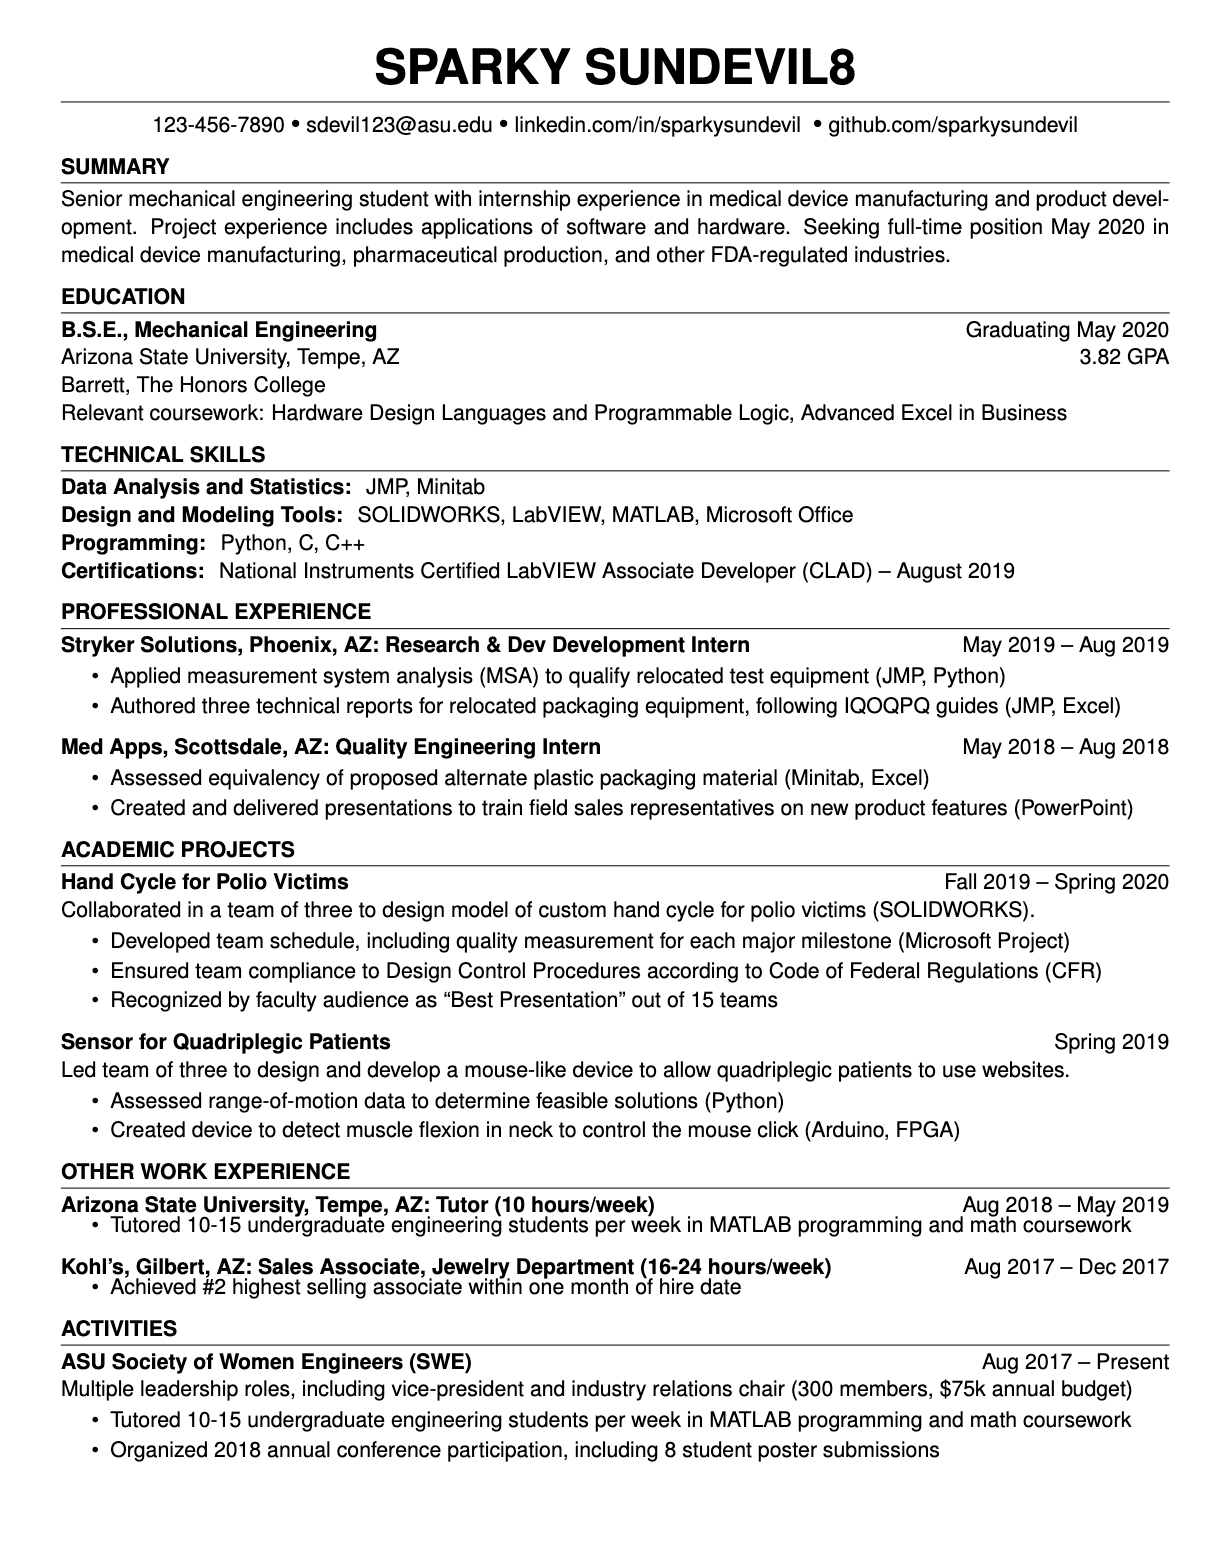 SPARKY SUNDEVIL8
123-456-7890 • sdevil123@asu.edu • linkedin.com/in/sparkysundevil • github.com/sparkysundevil
SUMMARY
Senior mechanical engineering student with internship experience in medical device manufacturing and product devel-
opment. Project experience includes applications of software and hardware. Seeking full-time position May 2020 in
medical device manufacturing, pharmaceutical production, and other FDA-regulated industries.
EDUCATION
B.S.E., Mechanical Engineering Graduating May 2020
Arizona State University, Tempe, AZ 3.82 GPA
Barrett, The Honors College
Relevant coursework: Hardware Design Languages and Programmable Logic, Advanced Excel in Business
TECHNICAL SKILLS
Data Analysis and Statistics: JMP, Minitab
Design and Modeling Tools: SOLIDWORKS, LabVIEW, MATLAB, Microsoft Office
Programming: Python, C, C++
Certifications: National Instruments Certified LabVIEW Associate Developer (CLAD) – August 2019
PROFESSIONAL EXPERIENCE
Stryker Solutions, Phoenix, AZ: Research & Dev Development Intern May 2019 – Aug 2019
• Applied measurement system analysis (MSA) to qualify relocated test equipment (JMP, Python)
• Authored three technical reports for relocated packaging equipment, following IQOQPQ guides (JMP, Excel)
Med Apps, Scottsdale, AZ: Quality Engineering Intern May 2018 – Aug 2018
• Assessed equivalency of proposed alternate plastic packaging material (Minitab, Excel)
• Created and delivered presentations to train field sales representatives on new product features (PowerPoint)
ACADEMIC PROJECTS
Hand Cycle for Polio Victims Fall 2019 – Spring 2020
Collaborated in a team of three to design model of custom hand cycle for polio victims (SOLIDWORKS).
• Developed team schedule, including quality measurement for each major milestone (Microsoft Project)
• Ensured team compliance to Design Control Procedures according to Code of Federal Regulations (CFR)
• Recognized by faculty audience as “Best Presentation” out of 15 teams
Sensor for Quadriplegic Patients Spring 2019
Led team of three to design and develop a mouse-like device to allow quadriplegic patients to use websites.
• Assessed range-of-motion data to determine feasible solutions (Python)
• Created device to detect muscle flexion in neck to control the mouse click (Arduino, FPGA)
OTHER WORK EXPERIENCE
Arizona State University, Tempe, AZ: Tutor (10 hours/week) Aug 2018 – May 2019
• Tutored 10-15 undergraduate engineering students per week in MATLAB programming and math coursework
Kohl’s, Gilbert, AZ: Sales Associate, Jewelry Department (16-24 hours/week) Aug 2017 – Dec 2017
• Achieved #2 highest selling associate within one month of hire date
ACTIVITIES
ASU Society of Women Engineers (SWE) Aug 2017 – Present
Multiple leadership roles, including vice-president and industry relations chair (300 members, $75k annual budget)
• Tutored 10-15 undergraduate engineering students per week in MATLAB programming and math coursework
• Organized 2018 annual conference participation, including 8 student poster submissions